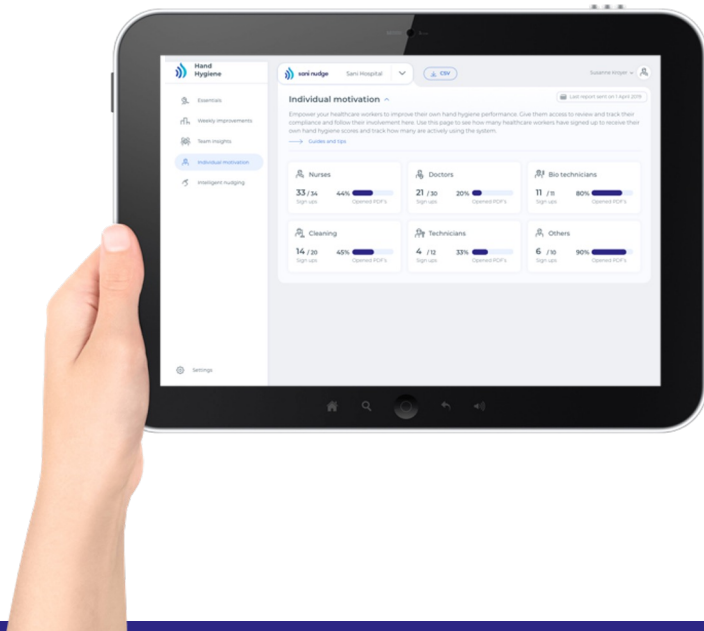 Hand
Hygiene
Essentials
Weekly improvements
Team insights
Individual motivation
Intelligent nudging
Settings
sani nudge Sani Hospital CSV Susanne Krojer
Individual motivation Last report sent on 1 April 2019
Empower your healthcare workers to improve their own hand hygiene performance. Give them access to review and track their
compliance and follow their involvement here. Use this page to see how many healthcare workers have signed up to receive their
own hand hygiene scores and track how many are actively using the system.
Guides and tips
Nurses
33 / 34 44%
Sign ups Opened PDF's
Doctors
21 / 30 20%
Sign ups Opened PDF's
Bio technicians
11 / 11 80%
Sign ups Opened PDF's
Cleaning
14 / 20 45%
Sign ups Opened PDF's
Technicians
4 / 12 33%
Sign ups Opened PDF's
Others
6 / 10 90%
Sign ups Opened PDF's